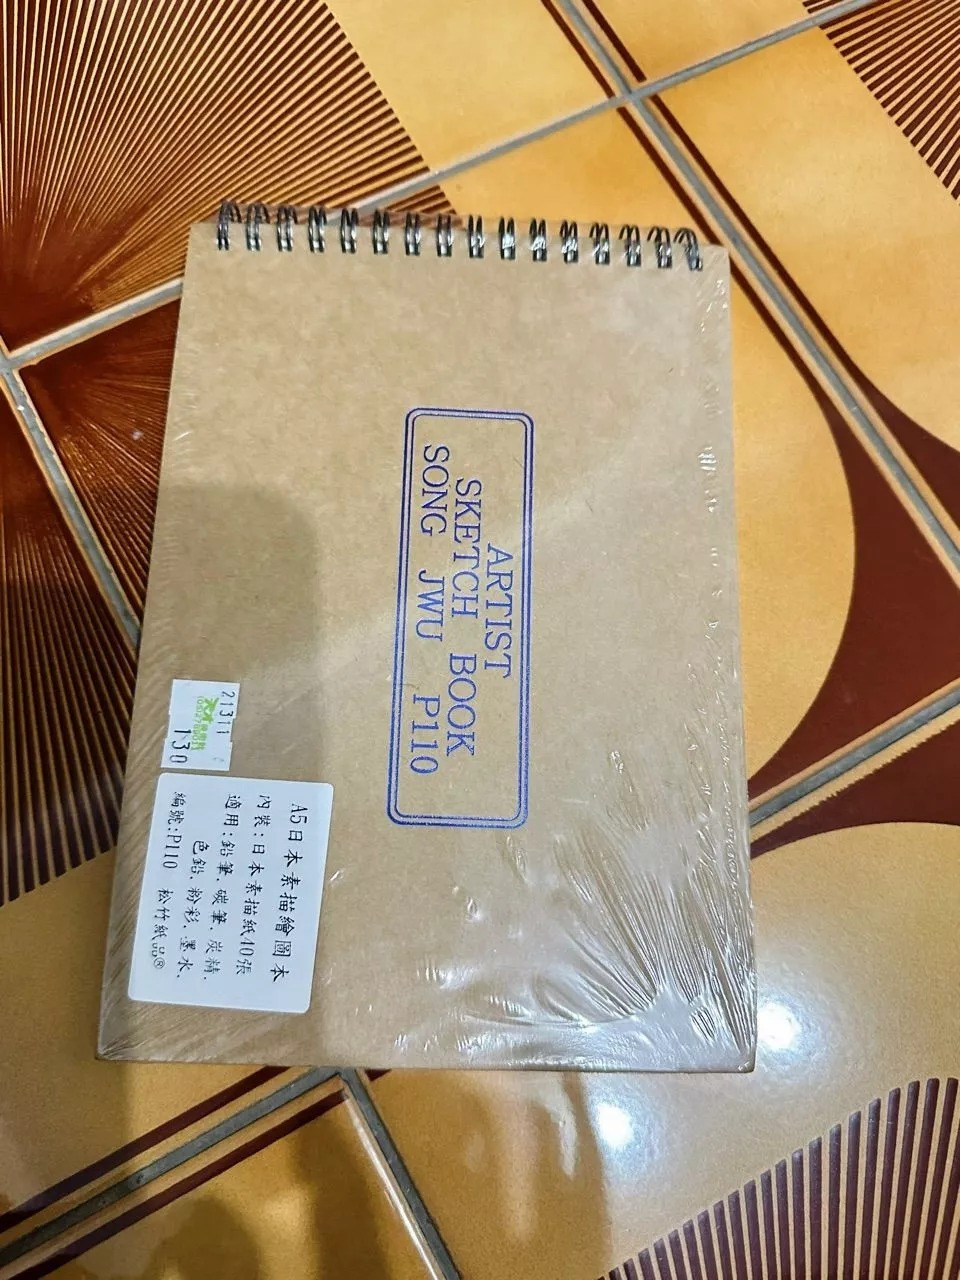 ARTIST
SKETCH BOOK
SONG JWU P110
21311
130
A5日本素描繪圖本
內裝:日本素描紙40張
適用:鉛筆.碳筆.炭精.
色鉛.粉彩.墨水.
編號:P110 松竹紙品®